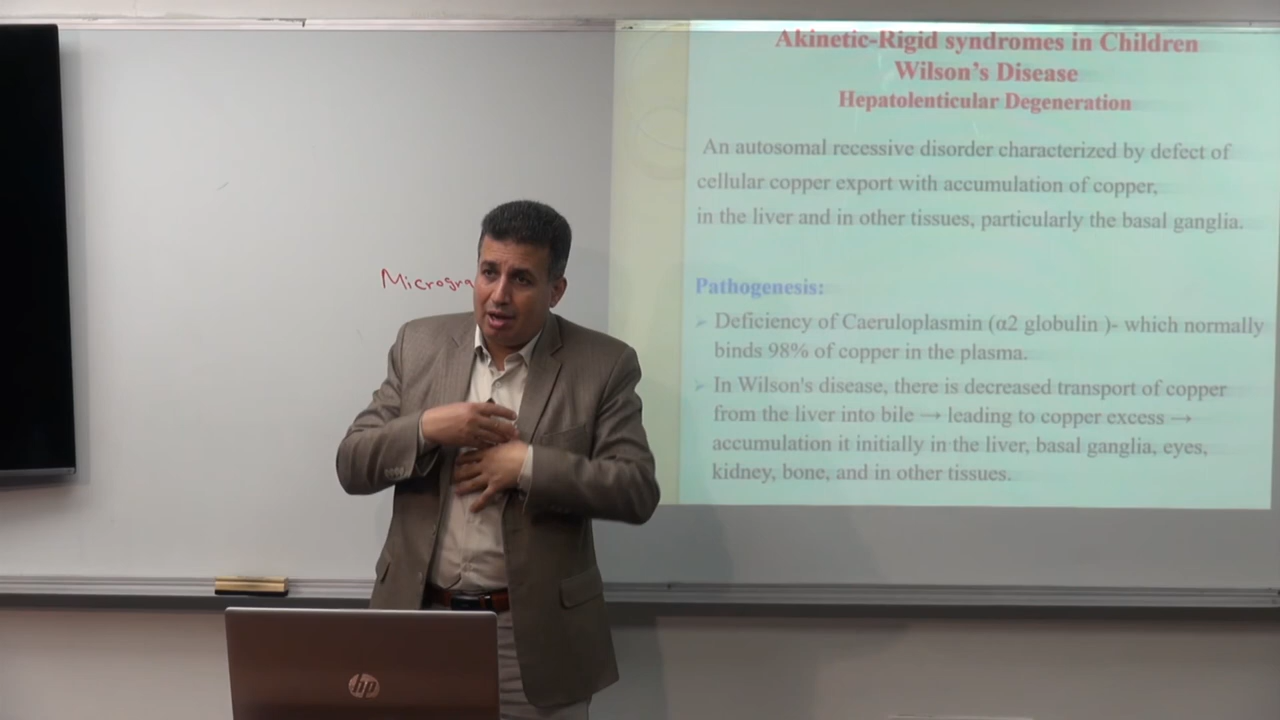 Akinetic-Rigid syndromes in Children
Wilson's Disease
Hepatolenticular Degeneration
An autosomal recessive disorder characterized by defect of
cellular copper export with accumulation of copper,
in the liver and in other tissues, particularly the basal ganglia.
Microgra
Pathogenesis:
➢ Deficiency of Caeruloplasmin (α2 globulin )- which normally
binds 98% of copper in the plasma.
➢ In Wilson's disease, there is decreased transport of copper
from the liver into bile → leading to copper excess →
accumulation it initially in the liver, basal ganglia, eyes,
kidney, bone, and in other tissues.
hp